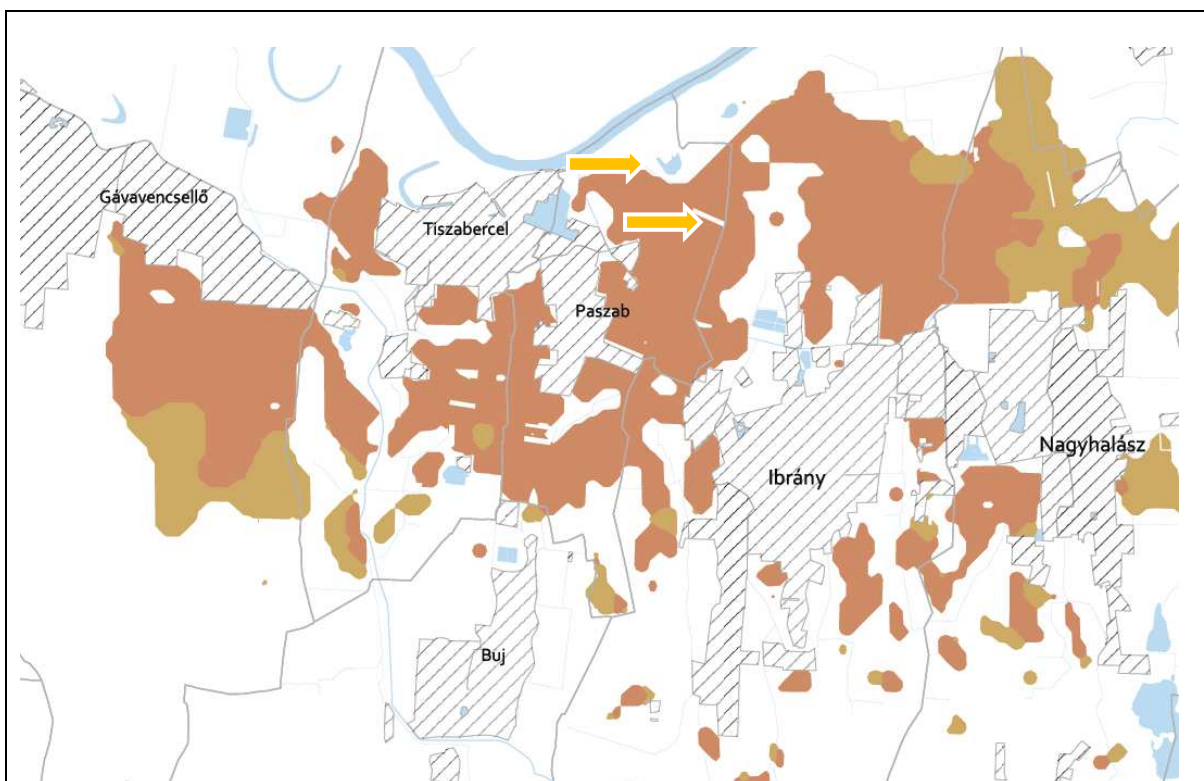 Gávavencsellő
Tiszabercel
Paszab
Ibrány
Nagyhalász
Buj